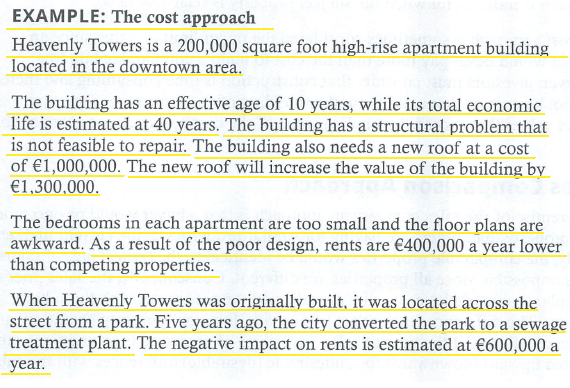 EXAMPLE: The cost approach
Heavenly Towers is a 200,000 square foot high-rise apartment building
located in the downtown area.
The building has an effective age of 10 years, while its total economic
life is estimated at 40 years. The building has a structural problem that
is not feasible to repair. The building also needs a new roof at a cost
of €1,000,000. The new roof will increase the value of the building by
€1,300,000.
The bedrooms in each apartment are too small and the floor plans are
awkward. As a result of the poor design, rents are €400,000 a year lower
than competing properties.
When Heavenly Towers was originally built, it was located across the
street from a park. Five years ago, the city converted the park to a sewage
treatment plant. The negative impact on rents is estimated at €600,000 a
year.